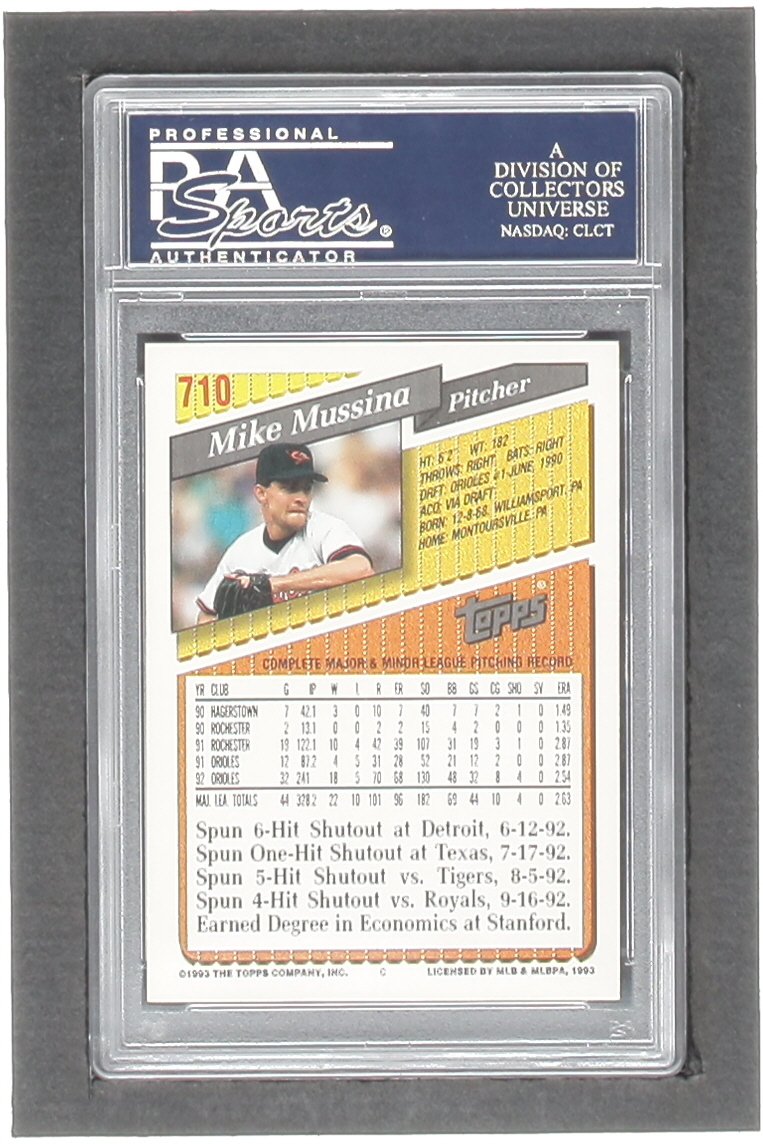 PROFESSIONAL
PSA
Sports®
AUTHENTICATOR
A
DIVISION OF
COLLECTORS
UNIVERSE
NASDAQ: CLCT
710
Mike Mussina
Pitcher
HT: 6'2" WT: 182
THROWS: RIGHT BATS: RIGHT
DRFT: ORIOLES #1-JUNE, 1990
ACQ: VIA DRAFT
BORN: 12-8-68, WILLIAMSPORT, PA
HOME: MONTOURSVILLE, PA
topps®
COMPLETE MAJOR & MINOR LEAGUE PITCHING RECORD
YR CLUB G IP W L R ER SO BB GS CG SHO SV ERA
90 HAGERSTOWN 7 42.1 3 0 10 7 40 7 7 2 1 0 1.49
90 ROCHESTER 2 13.1 0 0 2 2 15 4 2 0 0 0 1.35
91 ROCHESTER 19 122.1 10 4 42 39 107 31 19 3 1 0 2.87
91 ORIOLES 12 87.2 4 5 31 28 52 21 12 2 0 0 2.87
92 ORIOLES 32 241 18 5 70 68 130 48 32 8 4 0 2.54
MAJ. LEA. TOTALS 44 328.2 22 10 101 96 182 69 44 10 4 0 2.63
Spun 6-Hit Shutout at Detroit, 6-12-92.
Spun One-Hit Shutout at Texas, 7-17-92.
Spun 5-Hit Shutout vs. Tigers, 8-5-92.
Spun 4-Hit Shutout vs. Royals, 9-16-92.
Earned Degree in Economics at Stanford.
©1993 THE TOPPS COMPANY, INC. C LICENSED BY MLB & MLBPA, 1993